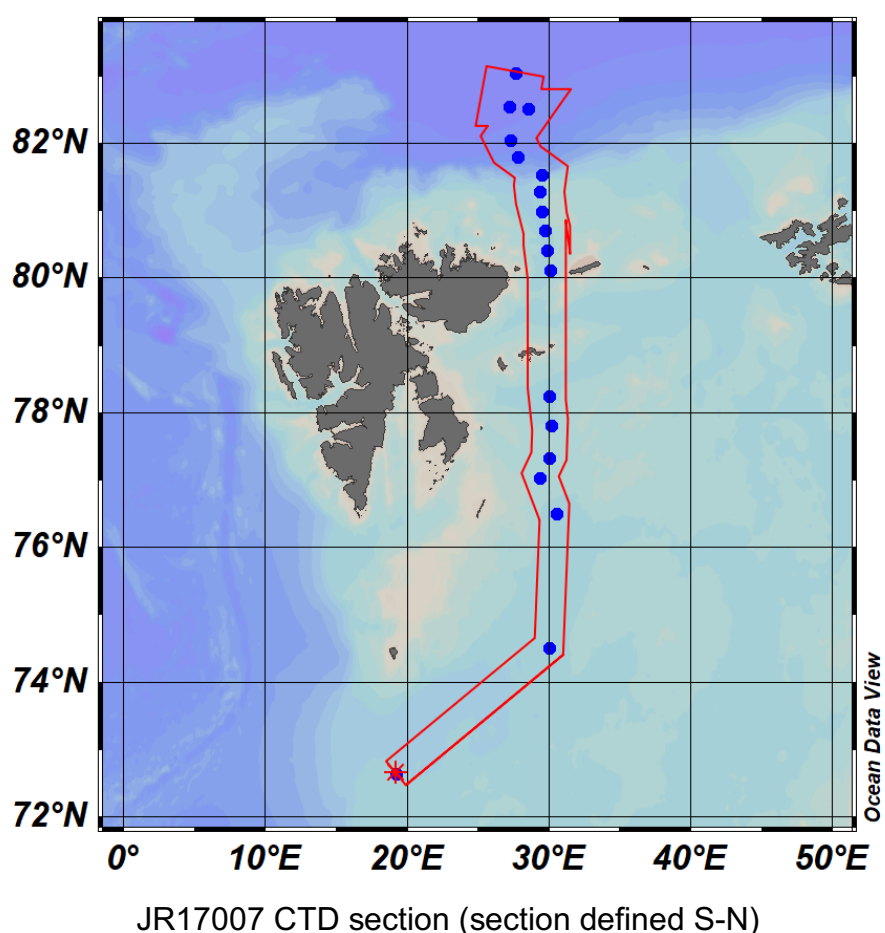 82°N
80°N
78°N
76°N
74°N
72°N
0° 10°E 20°E 30°E 40°E 50°E
Ocean Data View
JR17007 CTD section (section defined S-N)